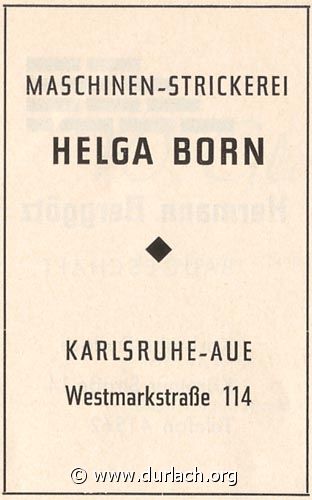 MASCHINEN-STRICKEREI
HELGA BORN
KARLSRUHE-AUE
Westmarkstraße 114
© www.durlach.org